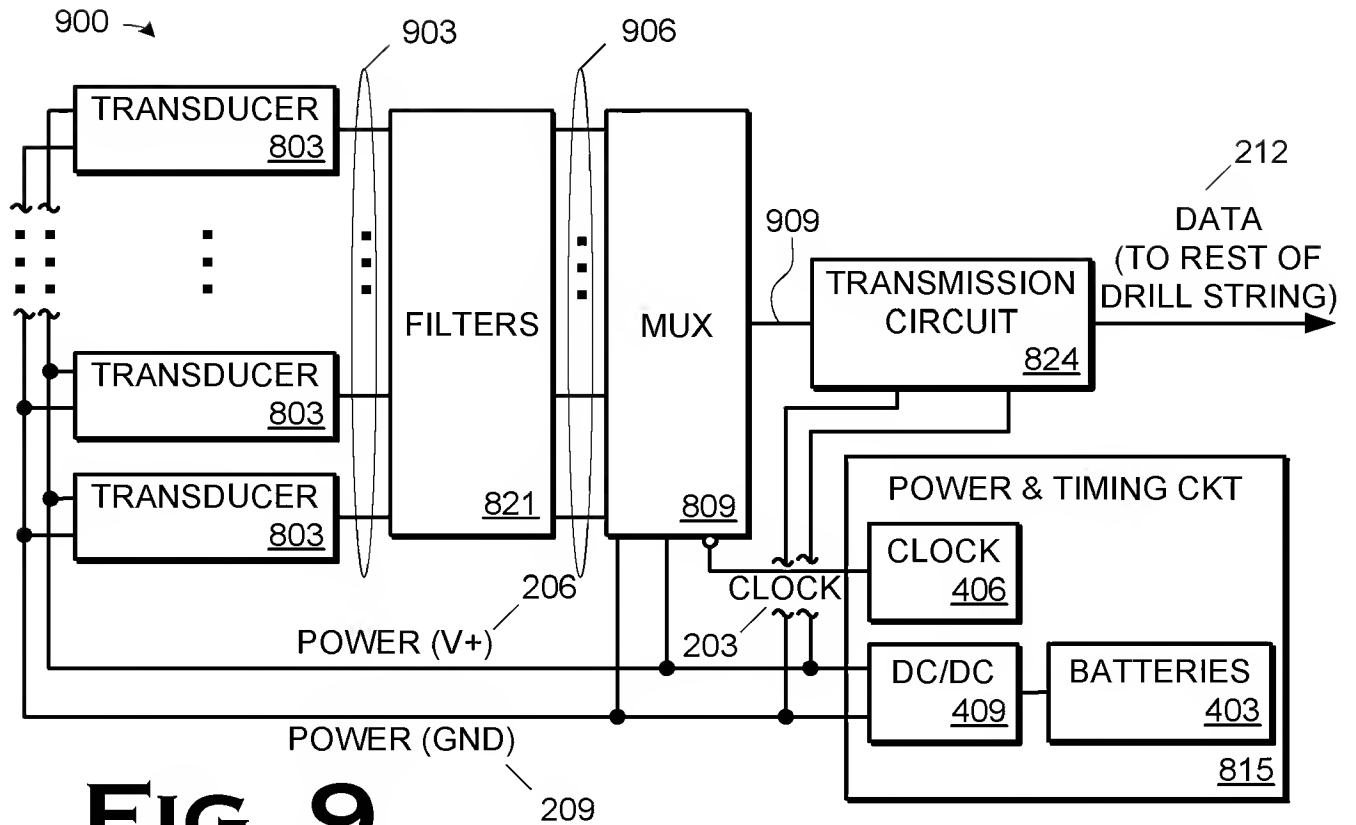 900
903
906
TRANSDUCER
803
212
DATA
(TO REST OF
DRILL STRING)
909
TRANSMISSION
CIRCUIT
824
FILTERS
821
MUX
809
TRANSDUCER
803
TRANSDUCER
803
POWER & TIMING CKT
CLOCK
406
CLOCK
203
206
POWER (V+)
DC/DC
409
BATTERIES
403
815
POWER (GND)
209
FIG. 9